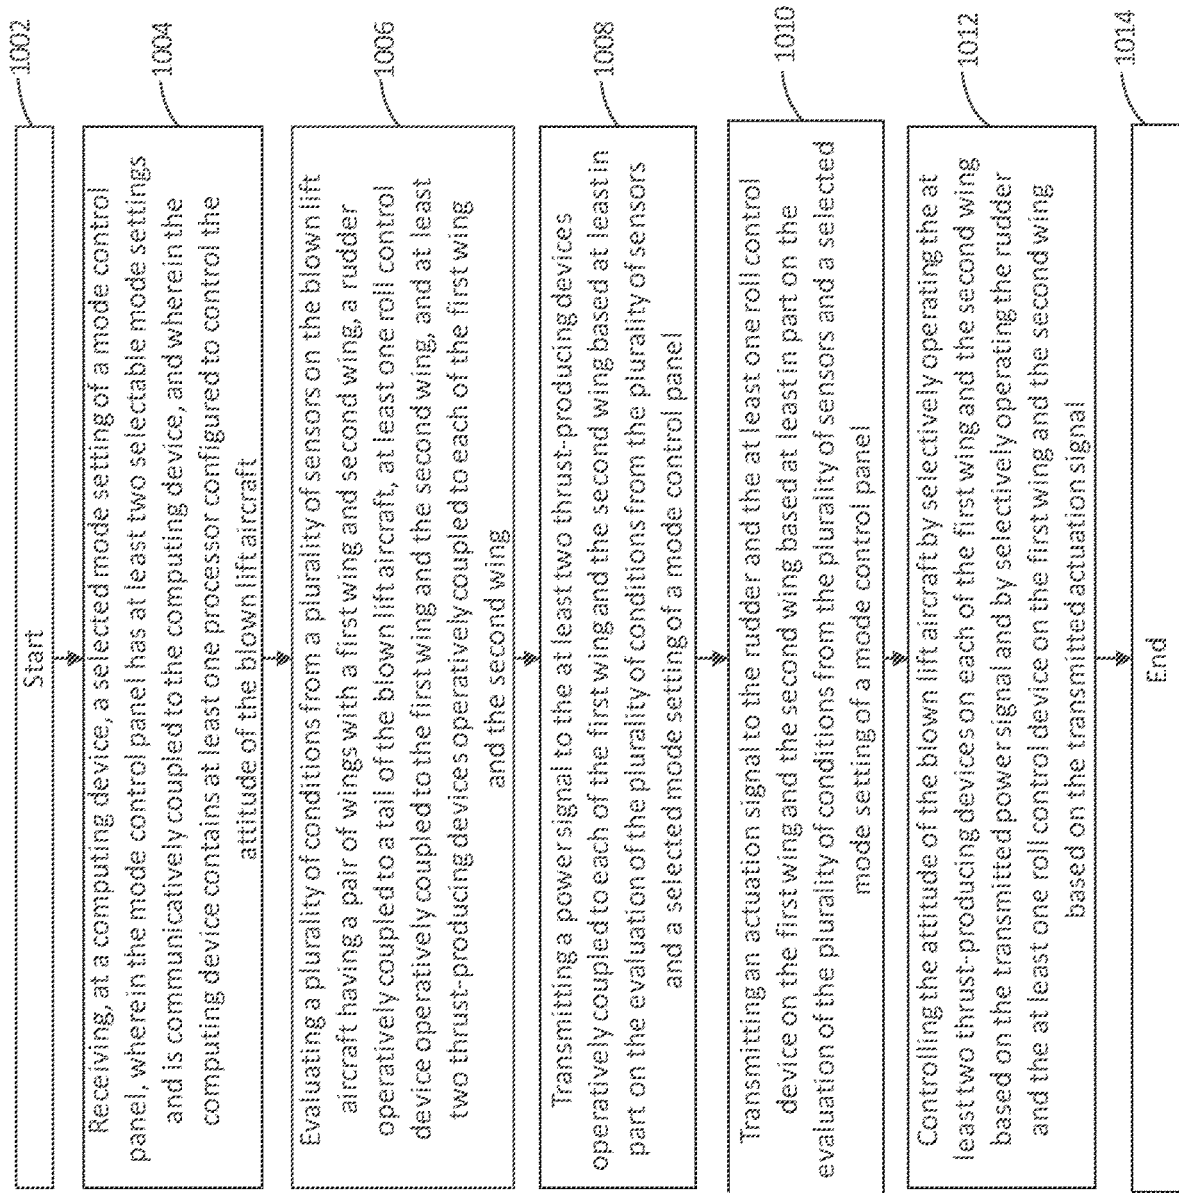 Start
1002
Receiving, at a computing device, a selected mode setting of a mode control
panel, wherein the mode control panel has at least two selectable mode settings
and is communicatively coupled to the computing device, and wherein the
computing device contains at least one processor configured to control the
attitude of the blown lift aircraft
1004
Evaluating a plurality of conditions from a plurality of sensors on the blown lift
aircraft having a pair of wings with a first wing and second wing, a rudder
operatively coupled to a tail of the blown lift aircraft, at least one roll control
device operatively coupled to the first wing and the second wing, and at least
two thrust-producing devices operatively coupled to each of the first wing
and the second wing
1006
Transmitting a power signal to the at least two thrust-producing devices
operatively coupled to each of the first wing and the second wing based at least in
part on the evaluation of the plurality of conditions from the plurality of sensors
and a selected mode setting of a mode control panel
1008
Transmitting an actuation signal to the rudder and the at least one roll control
device on the first wing and the second wing based at least in part on the
evaluation of the plurality of conditions from the plurality of sensors and a selected
mode setting of a mode control panel
1010
Controlling the attitude of the blown lift aircraft by selectively operating the at
least two thrust-producing devices on each of the first wing and the second wing
based on the transmitted power signal and by selectively operating the rudder
and the at least one roll control device on the first wing and the second wing
based on the transmitted actuation signal
1012
End
1014